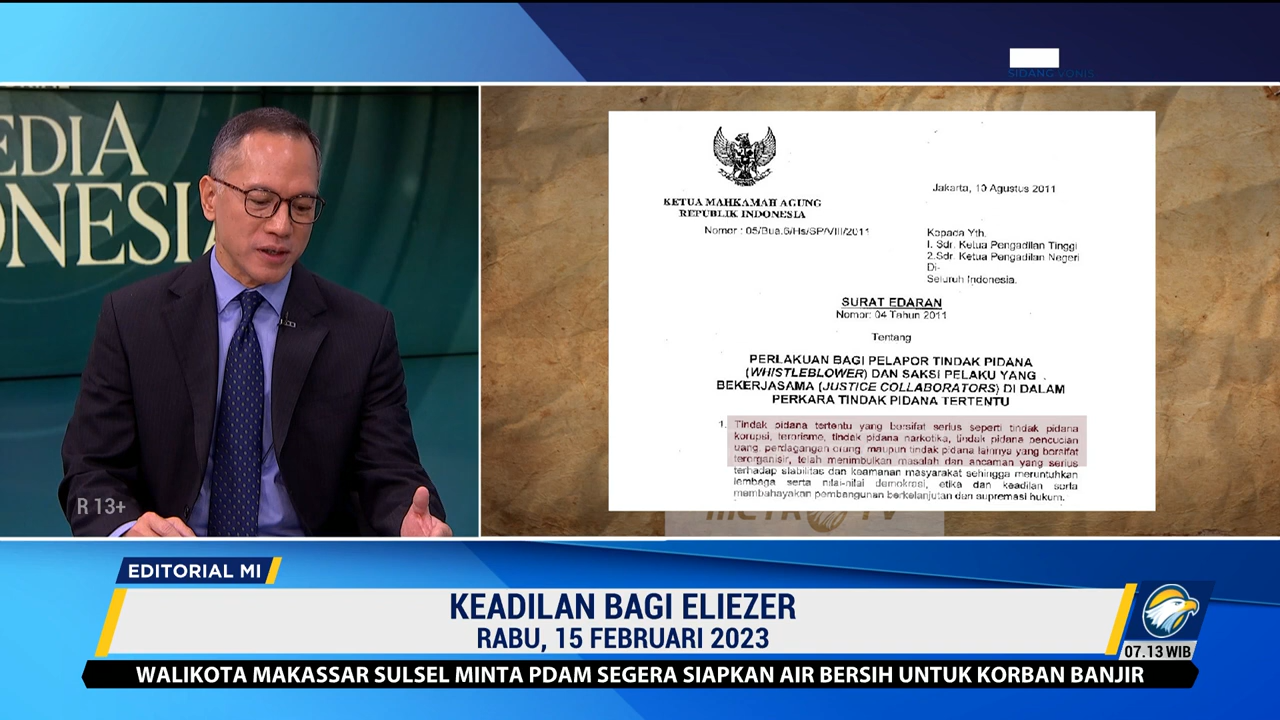 SIDANG VONIS
EDIA
ONESIA
KETUA MAHKAMAH AGUNG
REPUBLIK INDONESIA
Nomor : 05/Bua.6/Hs/SP/VIII/2011
Jakarta, 10 Agustus 2011
Kepada Yth.
1. Sdr. Ketua Pengadilan Tinggi
2.Sdr. Ketua Pengadilan Negeri
Di-
Seluruh Indonesia.
SURAT EDARAN
Nomor: 04 Tahun 2011
Tentang
PERLAKUAN BAGI PELAPOR TINDAK PIDANA
(WHISTLEBLOWER) DAN SAKSI PELAKU YANG
BEKERJASAMA (JUSTICE COLLABORATORS) DI DALAM
PERKARA TINDAK PIDANA TERTENTU
1. Tindak pidana tertentu yang bersifat serius seperti tindak pidana
korupsi, terorisme, tindak pidana narkotika, tindak pidana pencucian
uang, perdagangan orang, maupun tindak pidana lainnya yang bersifat
terorganisir, telah menimbulkan masalah dan ancaman yang serius
terhadap stabilitas dan keamanan masyarakat sehingga meruntuhkan
lembaga serta nilai-nilai demokrasi, etika dan keadilan serta
membahayakan pembangunan berkelanjutan dan supremasi hukum.
METRO TV
R 13+
EDITORIAL MI
KEADILAN BAGI ELIEZER
RABU, 15 FEBRUARI 2023
07.13 WIB
WALIKOTA MAKASSAR SULSEL MINTA PDAM SEGERA SIAPKAN AIR BERSIH UNTUK KORBAN BANJIR